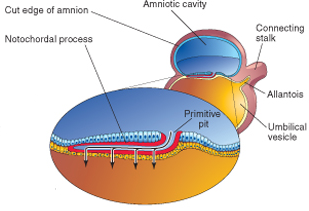 Cut edge of amnion
Amniotic cavity
Notochordal process
Connecting
stalk
Allantois
Primitive
pit
Umbilical
vesicle